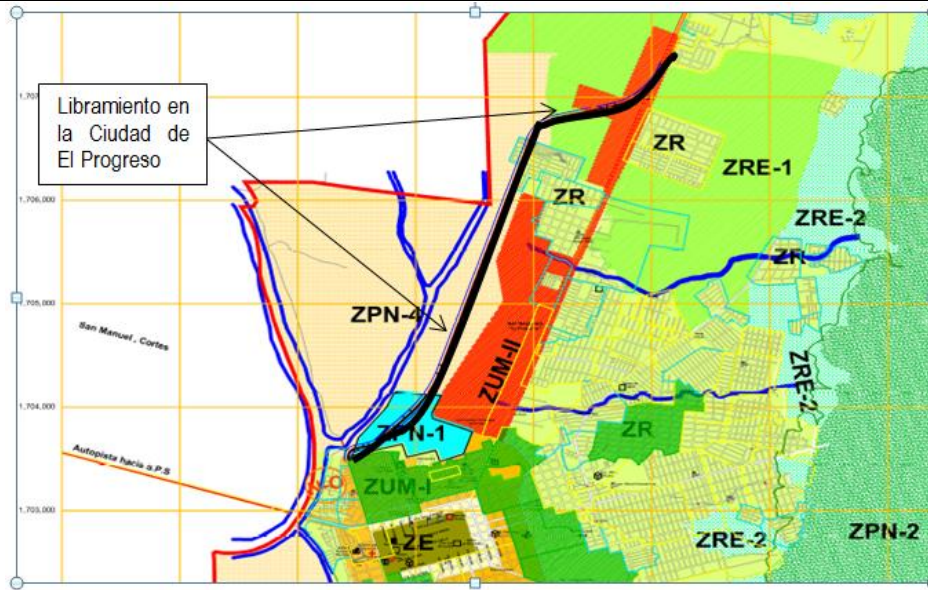 Libramiento en
la Ciudad de
El Progreso
1,706,000
1,705,000
1,704,000
1,703,000
ZR
ZRE-1
ZR
ZRE-2
ZR
ZPN-4
San Manuel, Cortes
ZUM-II
ZRE-2
ZPN-1
ZR
Autopista hacia a P.S
ZUM-I
ZE
ZRE-2
ZPN-2